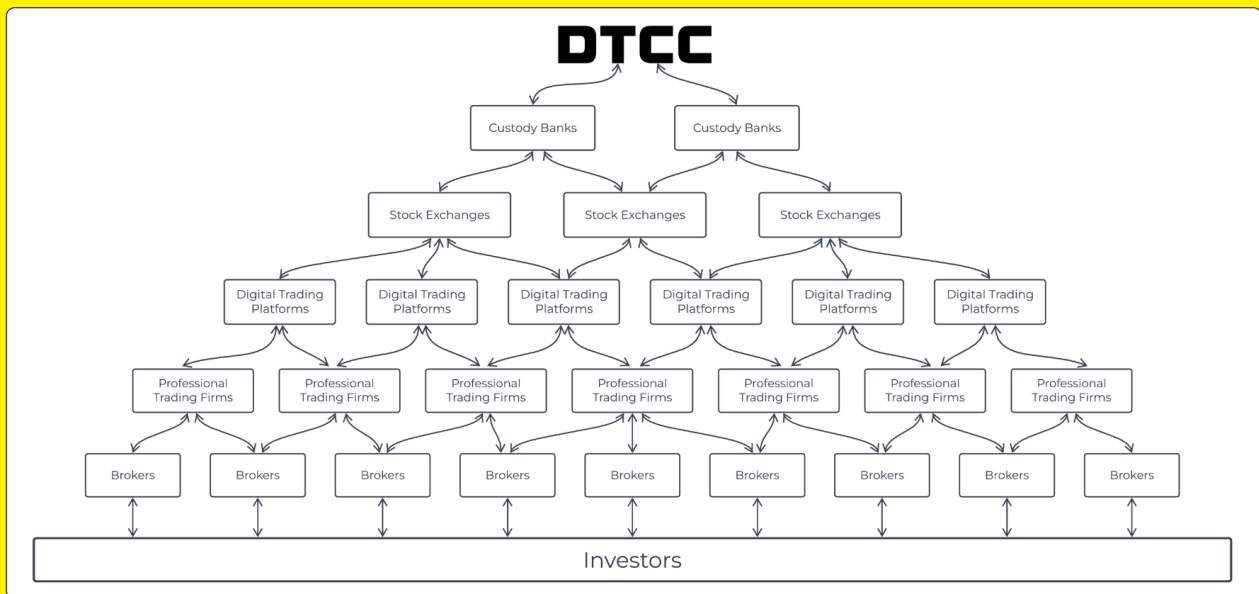 DTCC
Custody Banks
Custody Banks
Stock Exchanges
Stock Exchanges
Stock Exchanges
Digital Trading
Platforms
Digital Trading
Platforms
Digital Trading
Platforms
Digital Trading
Platforms
Digital Trading
Platforms
Digital Trading
Platforms
Professional
Trading Firms
Professional
Trading Firms
Professional
Trading Firms
Professional
Trading Firms
Professional
Trading Firms
Professional
Trading Firms
Professional
Trading Firms
Brokers
Brokers
Brokers
Brokers
Brokers
Brokers
Brokers
Brokers
Brokers
Investors